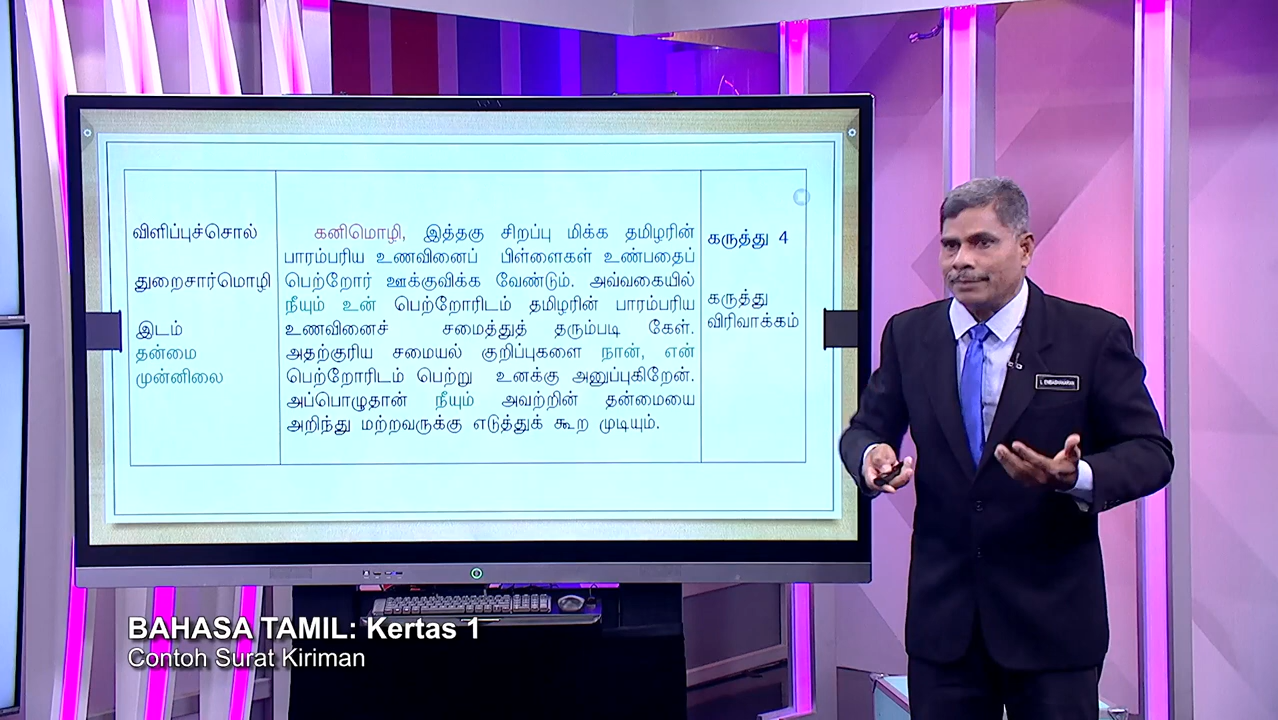 விளிப்புச்சொல்
துறைசார்மொழி
இடம்
தன்மை
முன்னிலை
கனிமொழி, இத்தகு சிறப்பு மிக்க தமிழரின்
பாரம்பரிய உணவினைப் பிள்ளைகள் உண்பதைப்
பெற்றோர் ஊக்குவிக்க வேண்டும். அவ்வகையில்
நீயும் உன் பெற்றோரிடம் தமிழரின் பாரம்பரிய
உணவினைச் சமைத்துத் தரும்படி கேள்.
அதற்குரிய சமையல் குறிப்புகளை நான், என்
பெற்றோரிடம் பெற்று உனக்கு அனுப்புகிறேன்.
அப்பொழுதான் நீயும் அவற்றின் தன்மையை
அறிந்து மற்றவருக்கு எடுத்துக் கூற முடியும்.
கருத்து 4
கருத்து
விரிவாக்கம்
BAHASA TAMIL: Kertas 1
Contoh Surat Kiriman